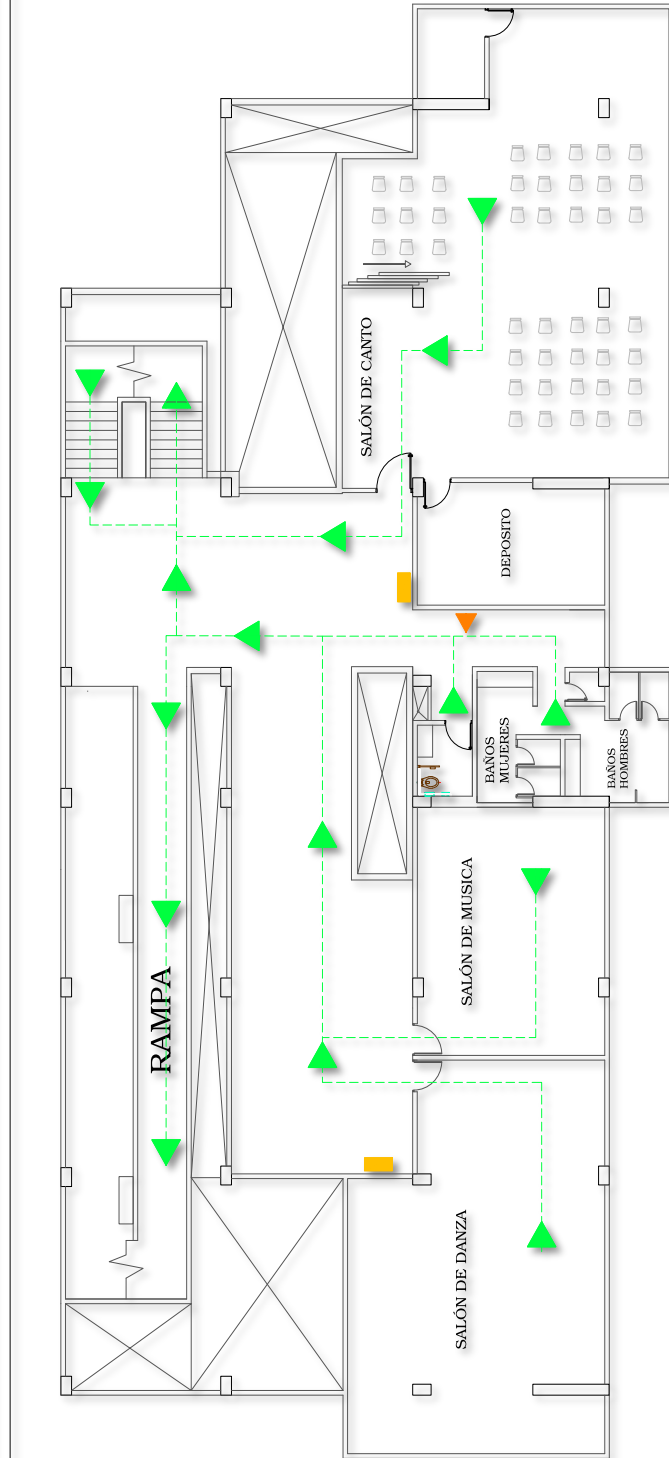 SALÓN DE CANTO
DEPOSITO
BAÑOS
MUJERES
BAÑOS
HOMBRES
SALÓN DE MUSICA
RAMPA
SALÓN DE DANZA